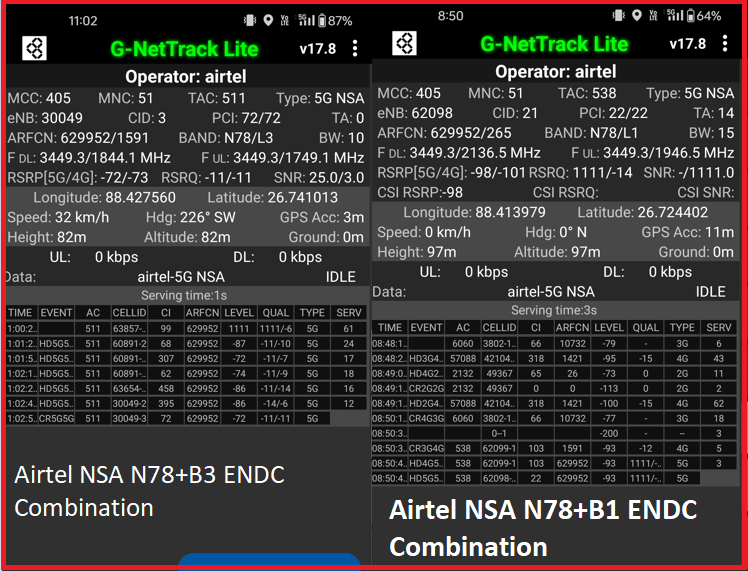 11:02
87%
G-NetTrack Lite v17.8
Operator: airtel
MCC: 405 MNC: 51 TAC: 511 Type: 5G NSA
eNB: 30049 CID: 3 PCI: 72/72 TA: 0
ARFCN: 629952/1591 BAND: N78/L3 BW: 10
F DL: 3449.3/1844.1 MHz F UL: 3449.3/1749.1 MHz
RSRP[5G/4G]: -72/-73 RSRQ: -11/-11 SNR: 25.0/3.0
Longitude: 88.427560 Latitude: 26.741013
Speed: 32 km/h Hdg: 226° SW GPS Acc: 3m
Height: 82m Altitude: 82m Ground: 0m
UL: 0 kbps DL: 0 kbps
Data: airtel-5G NSA IDLE
Serving time:1s
TIME EVENT AC CELLID CI ARFCN LEVEL QUAL TYPE SERV
1:00:2.. 511 63857-.. 99 629952 1111 1111/-6 5G 61
1:01:2.. HD5G5.. 511 60891-2 68 629952 -87 -11/-10 5G 24
1:01:5.. HD5G5.. 511 60891-.. 307 629952 -72 -11/-7 5G 17
1:02:1.. HD5G5.. 511 60891-.. 62 629952 -74 -11/-9 5G 18
1:02:2.. HD5G5.. 511 63654-.. 458 629952 -86 -11/-14 5G 16
1:02:4.. HD5G5.. 511 30049-2 395 629952 -86 -14/-6 5G 12
1:02:5.. CR5G5G 511 30049-3 72 629952 -72 -11/-11 5G
Airtel NSA N78+B3 ENDC
Combination
8:50
64%
G-NetTrack Lite v17.8
Operator: airtel
MCC: 405 MNC: 51 TAC: 538 Type: 5G NSA
eNB: 62098 CID: 21 PCI: 22/22 TA: 14
ARFCN: 629952/265 BAND: N78/L1 BW: 15
F DL: 3449.3/2136.5 MHz F UL: 3449.3/1946.5 MHz
RSRP[5G/4G]: -98/-101 RSRQ: 1111/-14 SNR: -/1111.0
CSI RSRP:-98 CSI RSRQ: CSI SNR:
Longitude: 88.413979 Latitude: 26.724402
Speed: 0 km/h Hdg: 0° N GPS Acc: 11m
Height: 97m Altitude: 97m Ground: 0m
UL: 0 kbps DL: 0 kbps
Data: airtel-5G NSA IDLE
Serving time:3s
TIME EVENT AC CELLID CI ARFCN LEVEL QUAL TYPE SERV
08:48:1.. 6060 3802-1.. 66 10732 -79 - 3G 6
08:48:2.. HD3G4.. 57088 42104.. 318 1421 -95 -15 4G 43
08:49:0.. HD4G2.. 2132 49367 65 26 -73 0 2G 11
08:49:1.. CR2G2G 2132 49367 0 0 -113 0 2G 2
08:49:1.. HD2G4.. 57088 42104.. 318 1421 -100 -15 4G 62
08:50:1.. CR4G3G 6060 3802-1.. 66 10732 -77 - 3G 18
08:50:3.. 0--1 -200 - -- 3
08:50:3.. CR3G4G 538 62099-1 103 1591 -93 -12 4G 5
08:50:4.. HD4G5.. 538 62099-1 103 629952 -93 1111/-.. 5G 3
08:50:4.. HD5G5.. 538 62098-.. 22 629952 -93 1111/-.. 5G
Airtel NSA N78+B1 ENDC
Combination